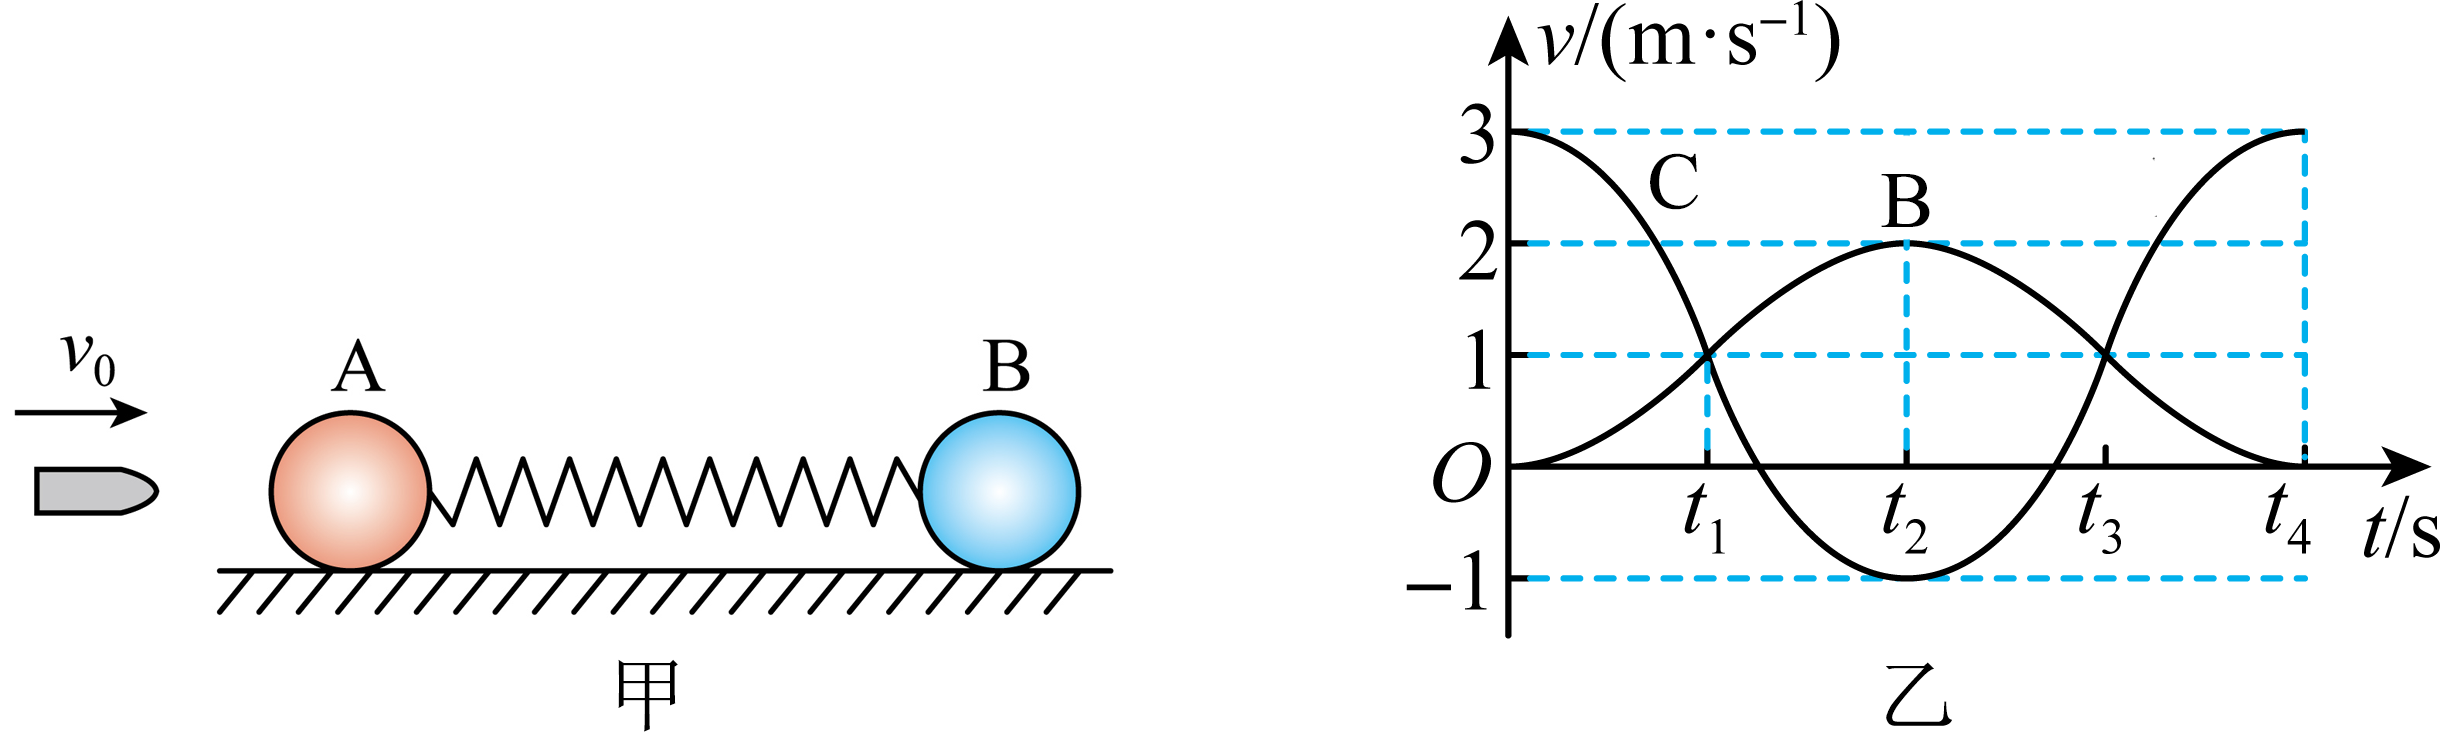 v₀
A
B
甲
v/(m·s⁻¹)
3
C
B
2
1
O
t₁
t₂
t₃
t₄
t/s
−1
乙